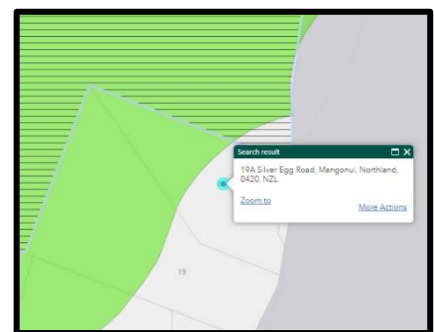 Search result
19A Silver Egg Road, Mangonui, Northland,
0420, NZL
Zoom to
More Actions
19